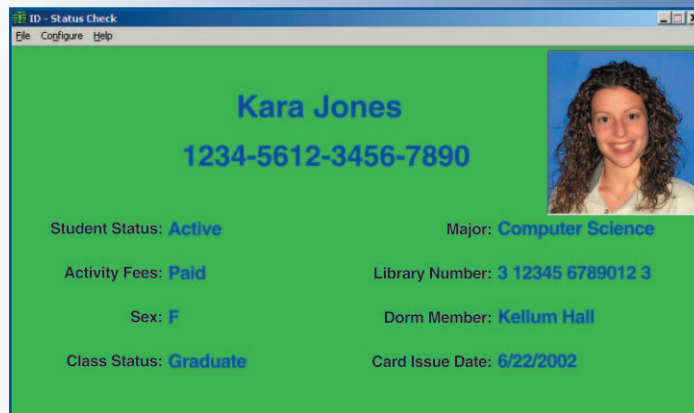 ID - Status Check
File Configure Help
Kara Jones
1234-5612-3456-7890
Student Status: Active
Major: Computer Science
Activity Fees: Paid
Library Number: 3 12345 6789012 3
Sex: F
Dorm Member: Kellum Hall
Class Status: Graduate
Card Issue Date: 6/22/2002